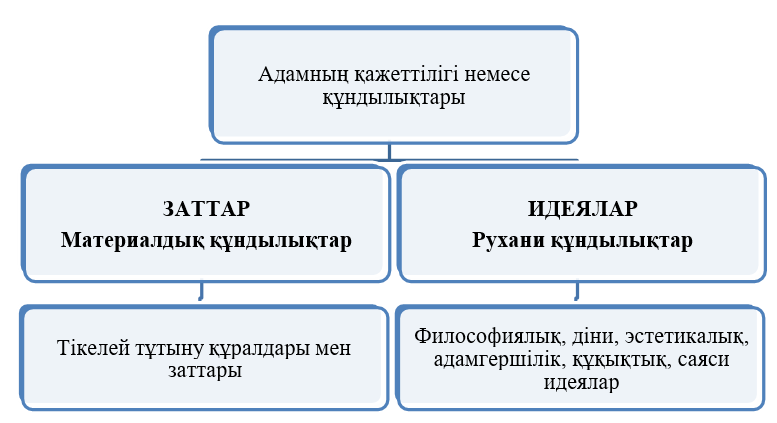 Адамның қажеттілігі немесе
құндылықтары
ЗАТТАР
Материалдық құндылықтар
ИДЕЯЛАР
Рухани құндылықтар
Тікелей тұтыну құралдары мен
заттары
Философиялық, діни, эстетикалық,
адамгершілік, құқықтық, саяси
идеялар